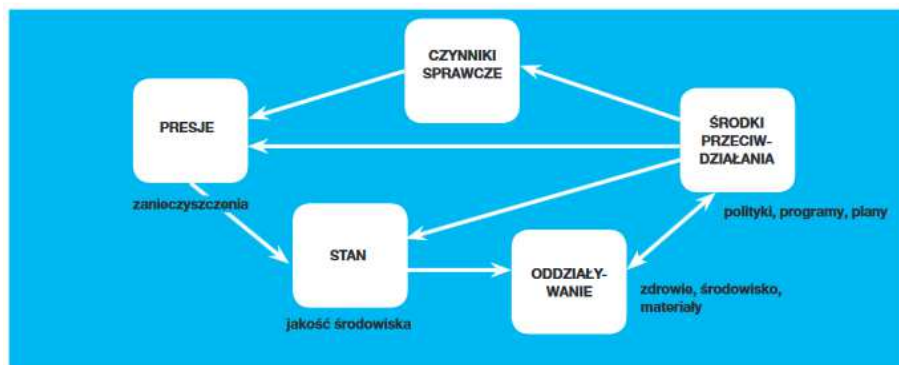 CZYNNIKI
SPRAWCZE
PRESJE
ŚRODKI
PRZECIW-
DZIAŁANIA
zanieczyszczenia
polityki, programy, plany
STAN
ODDZIAŁY-
WANIE
zdrowie, środowisko,
materiały
jakość środowiska